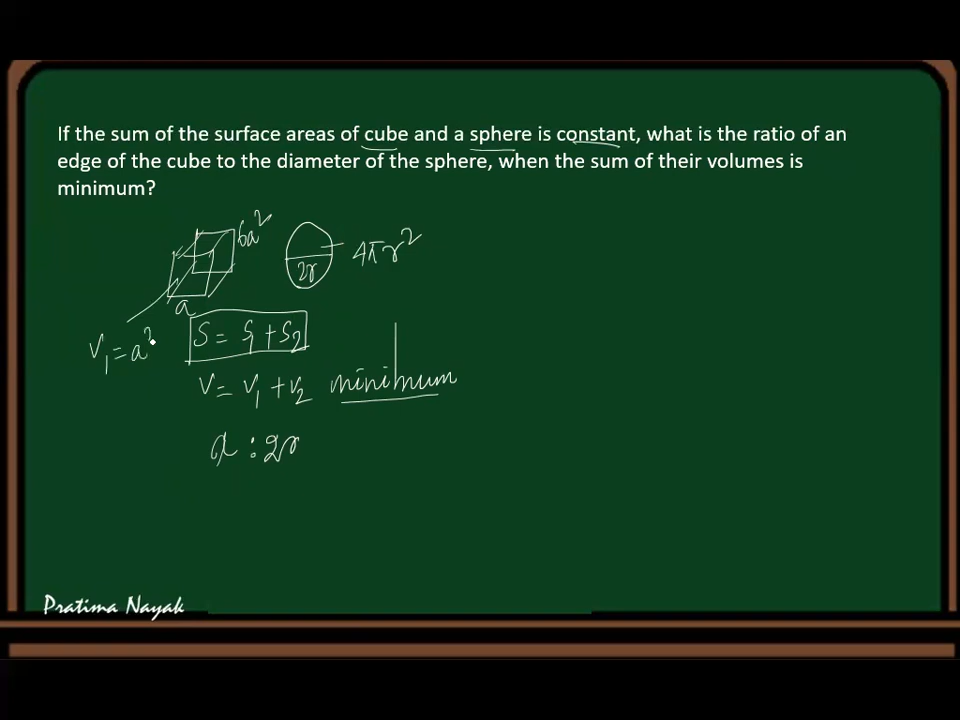 If the sum of the surface areas of cube and a sphere is constant, what is the ratio of an
edge of the cube to the diameter of the sphere, when the sum of their volumes is
minimum?
6a²
2r
4πr²
a
V₁ = a³
S = S₁ + S₂
V = V₁ + V₂ minimum
a : 2r
Pratima Nayak